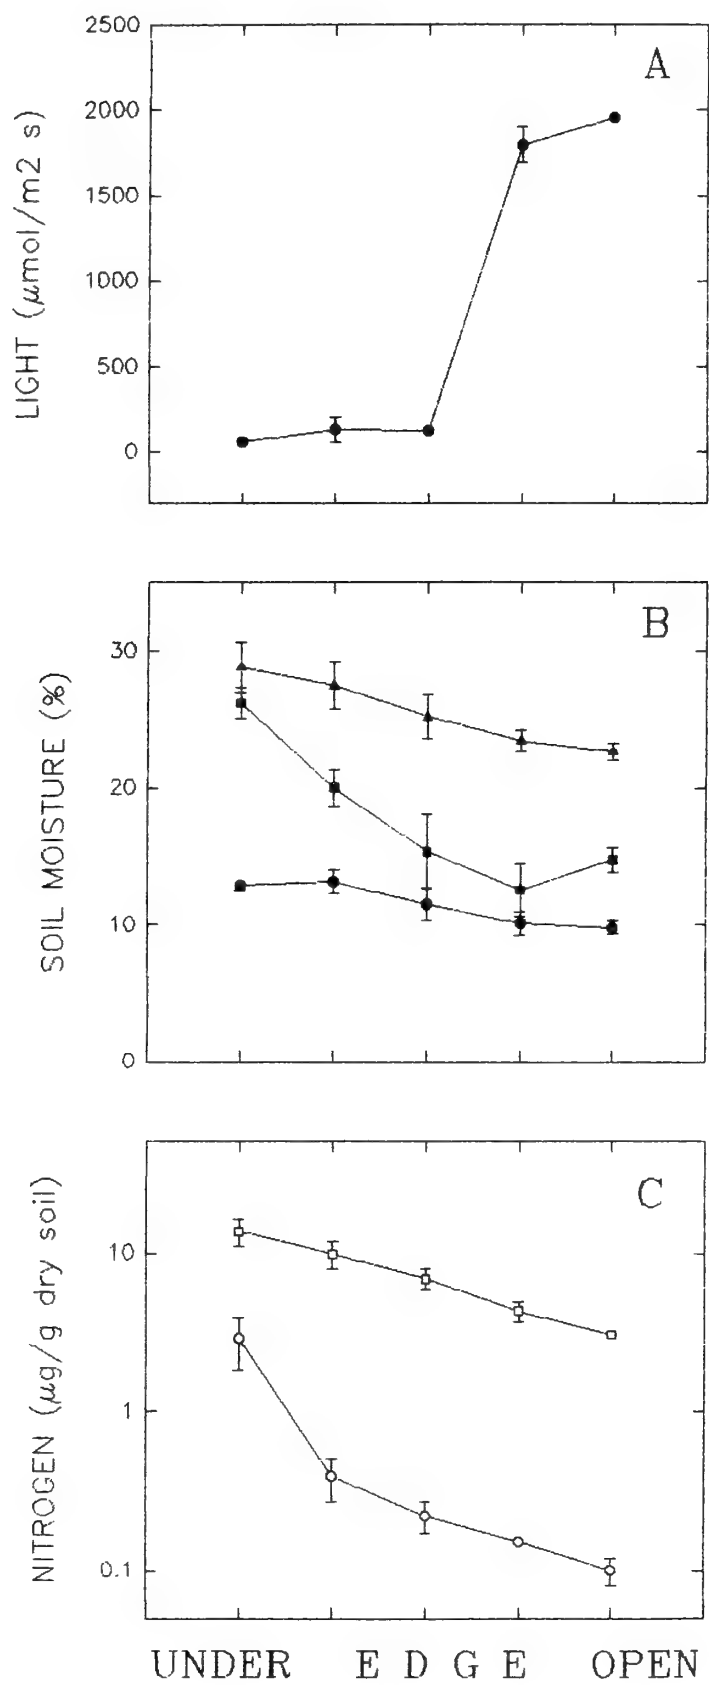 A
LIGHT (μmol/m2 s)
2500
2000
1500
1000
500
0
B
SOIL MOISTURE (%)
30
20
10
0
C
NITROGEN (μg/g dry soil)
10
1
0.1
UNDER EDGE OPEN